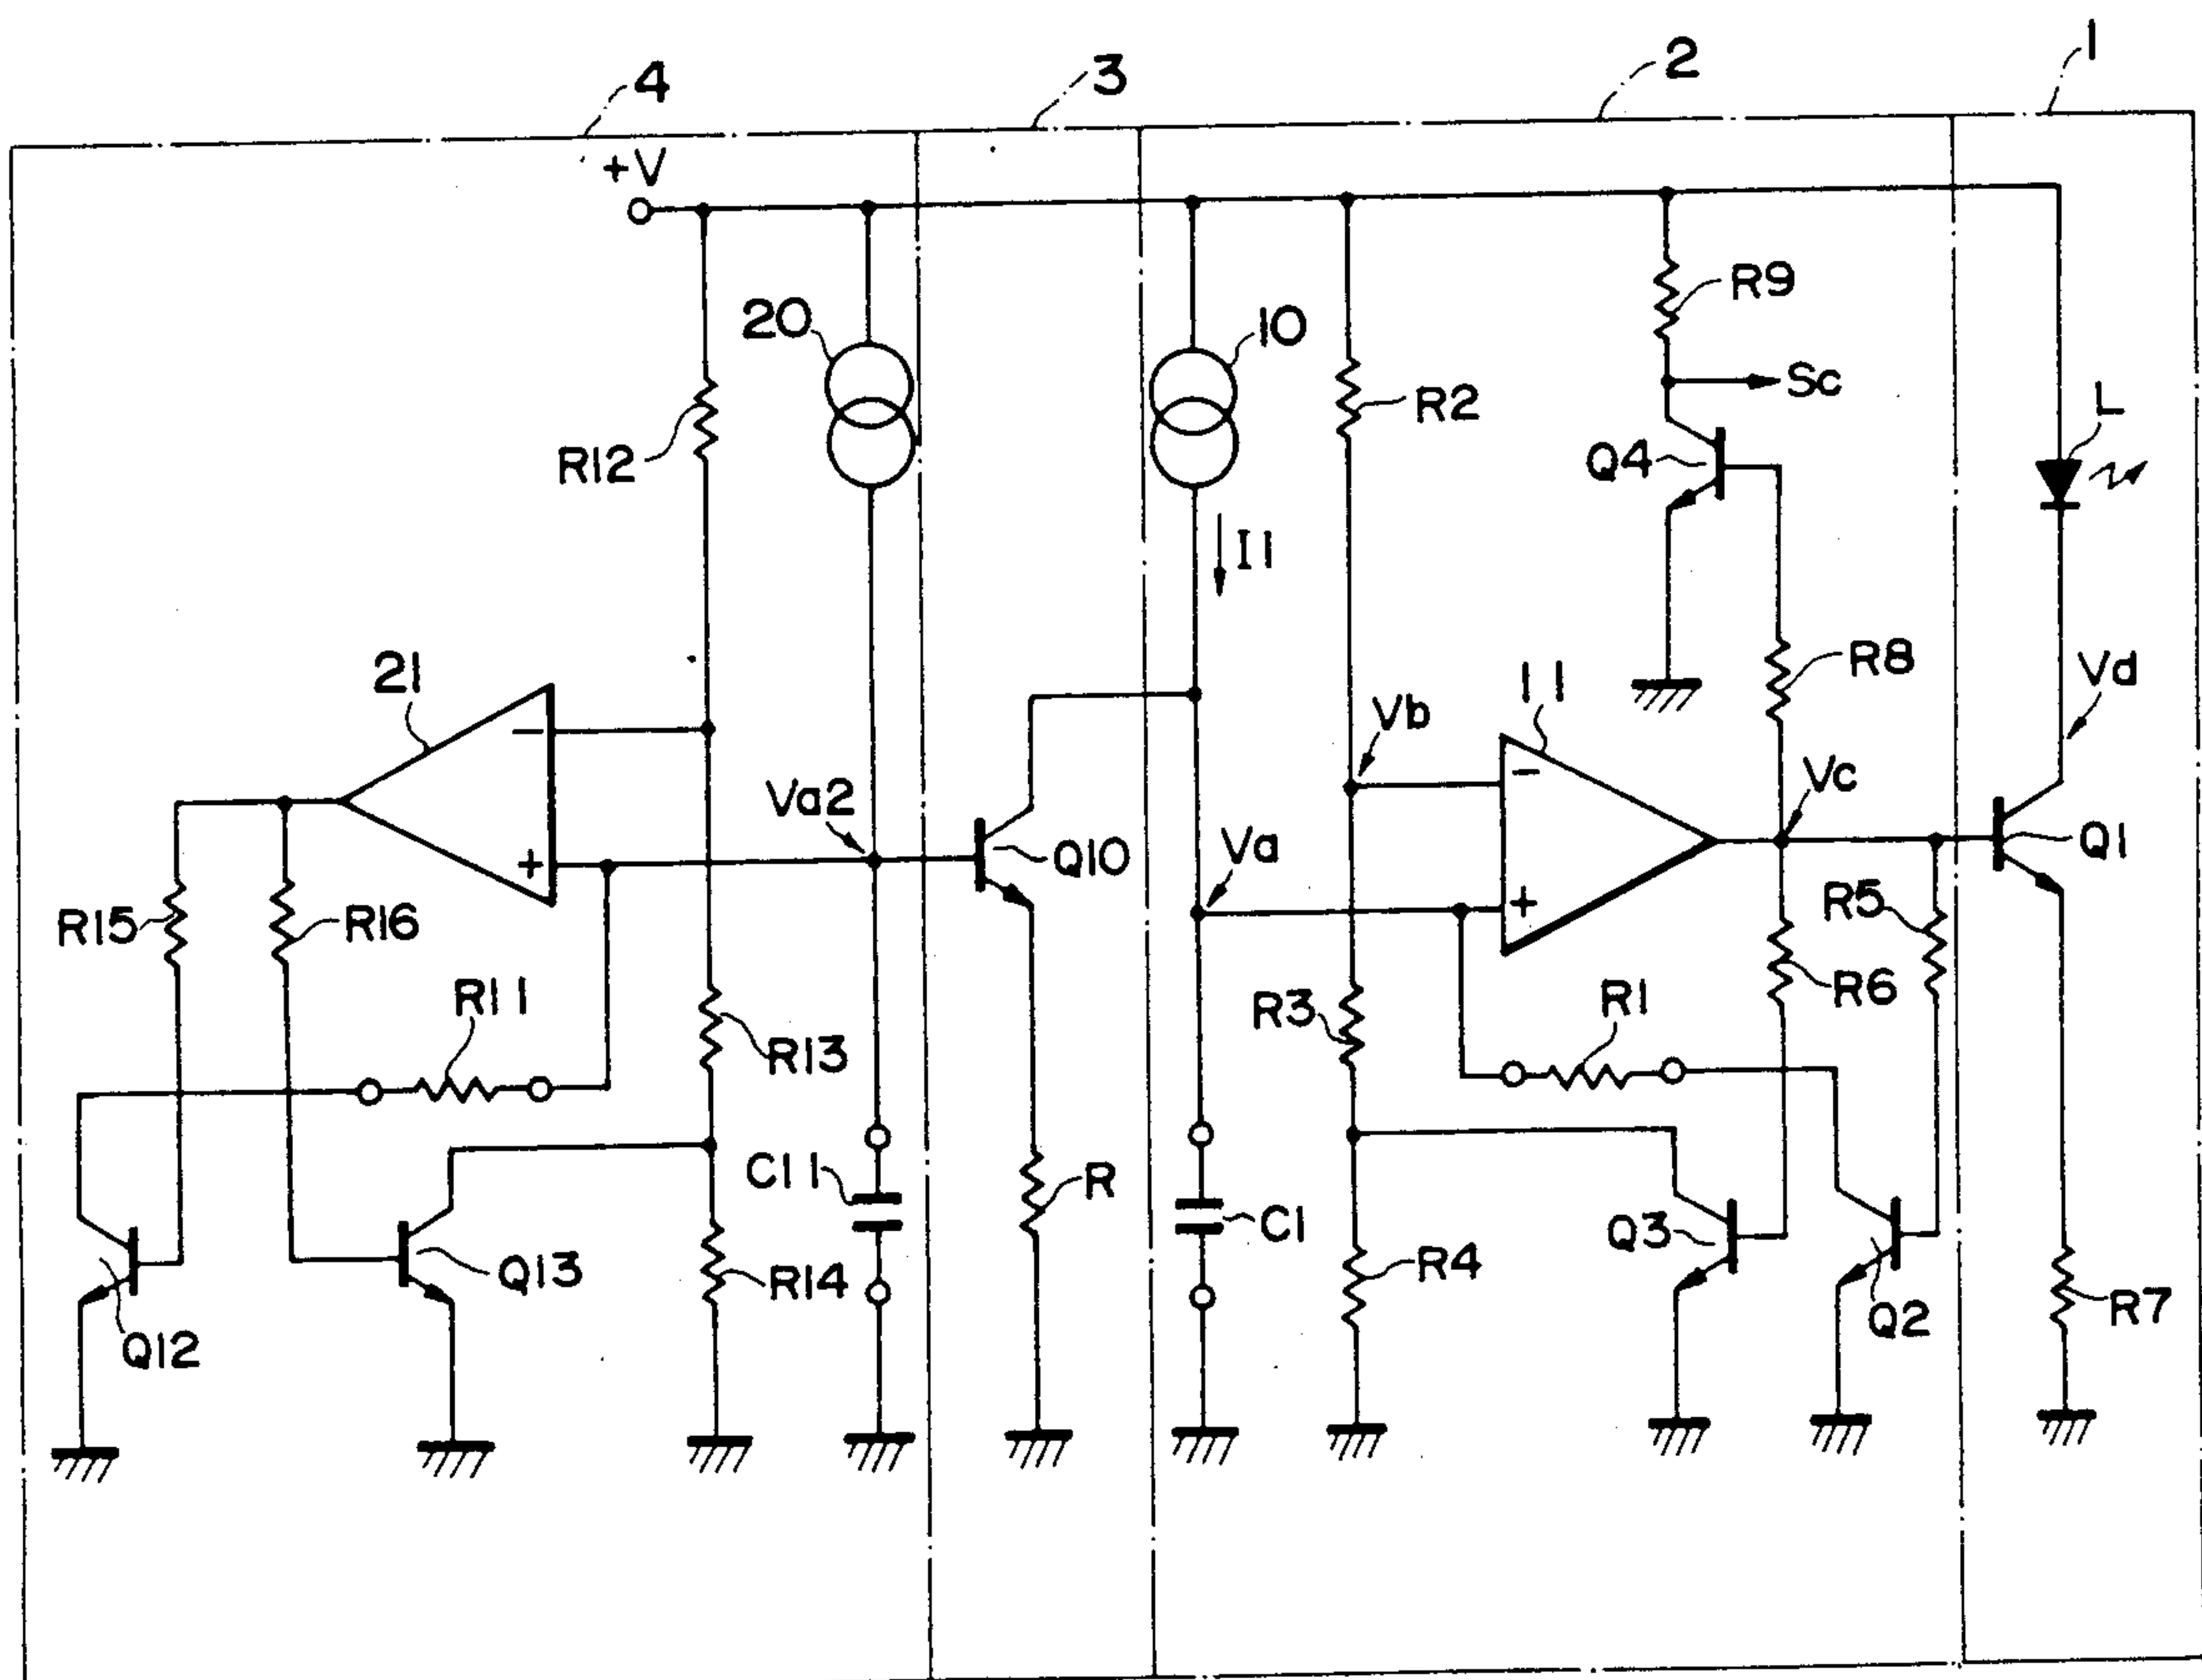 1
2
3
4
+V
20
10
R9
Sc
R2
L
R12
Q4
I1
21
11
R8
Vd
Vb
Va2
Va
Vc
-
+
-
+
Q10
Q1
R15
R16
R11
R13
R3
R1
R6
R5
C11
R
C1
Q3
R4
Q13
R14
Q12
Q2
R7